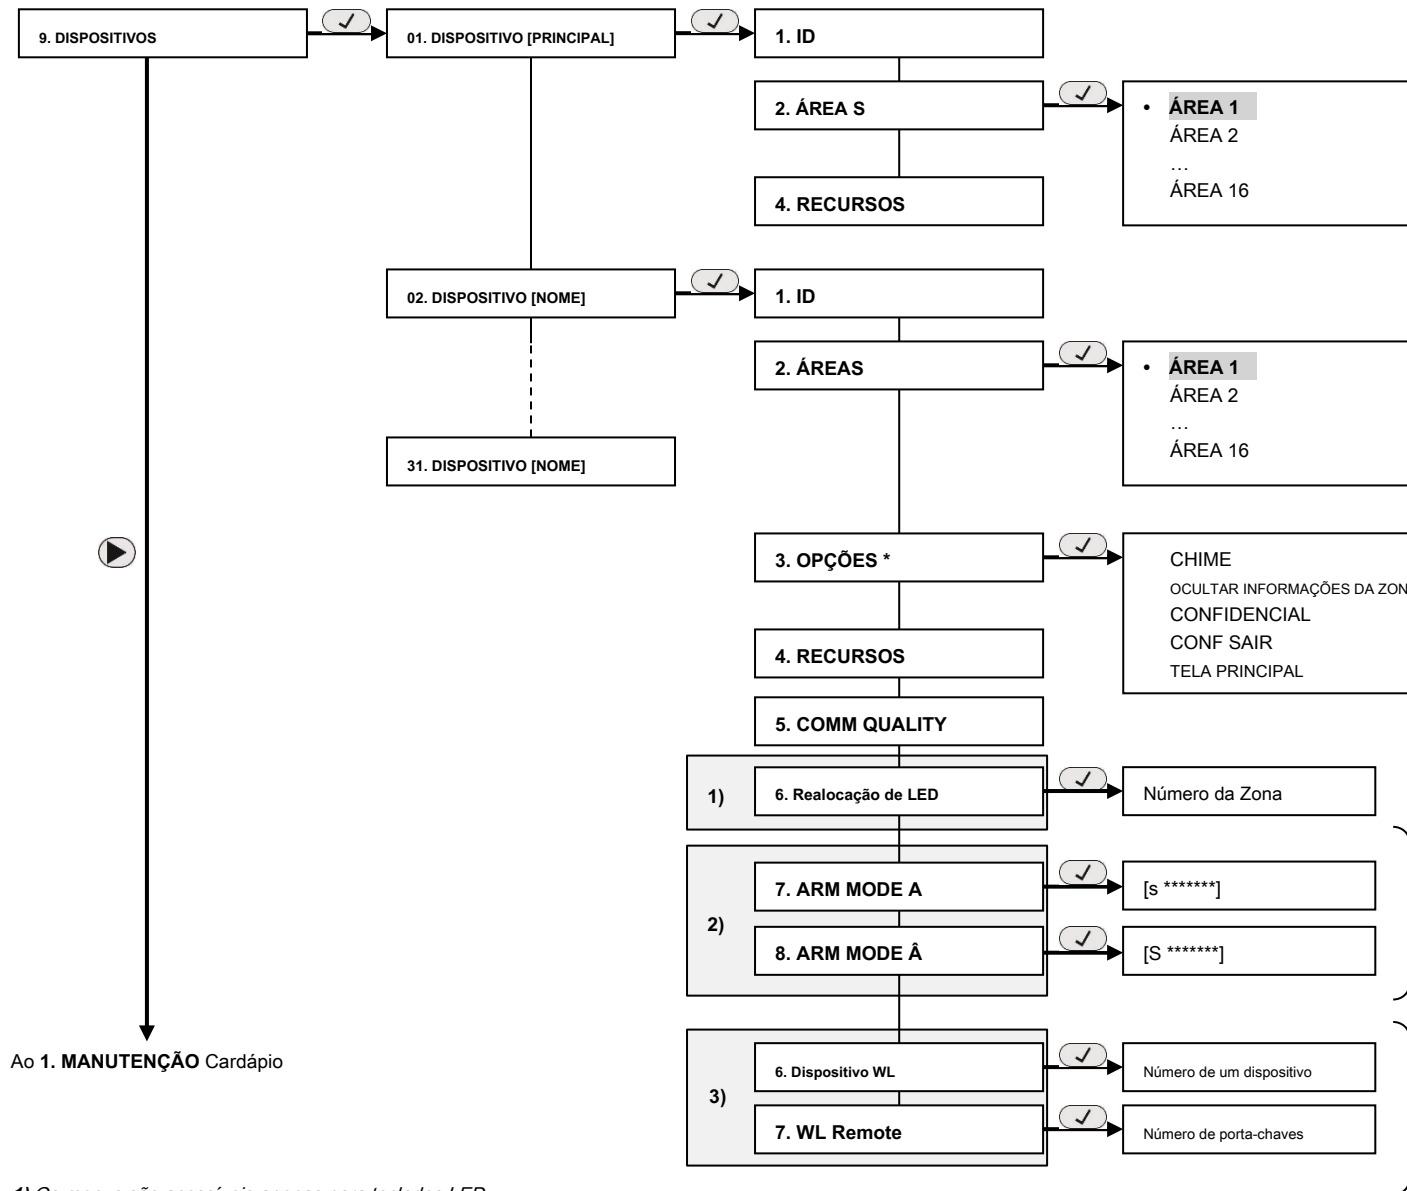 9. DISPOSITIVOS
01. DISPOSITIVO [PRINCIPAL]
1. ID
2. ÁREA S
• ÁREA 1
ÁREA 2
…
ÁREA 16
4. RECURSOS
02. DISPOSITIVO [NOME]
1. ID
2. ÁREAS
• ÁREA 1
ÁREA 2
…
ÁREA 16
31. DISPOSITIVO [NOME]
3. OPÇÕES *
CHIME
OCULTAR INFORMAÇÕES DA ZON
CONFIDENCIAL
CONF SAIR
TELA PRINCIPAL
4. RECURSOS
5. COMM QUALITY
1)
6. Realocação de LED
Número da Zona
2)
7. ARM MODE A
[s *******]
8. ARM MODE Â
[S *******]
Ao 1. MANUTENÇÃO Cardápio
3)
6. Dispositivo WL
Número de um dispositivo
7. WL Remote
Número de porta-chaves